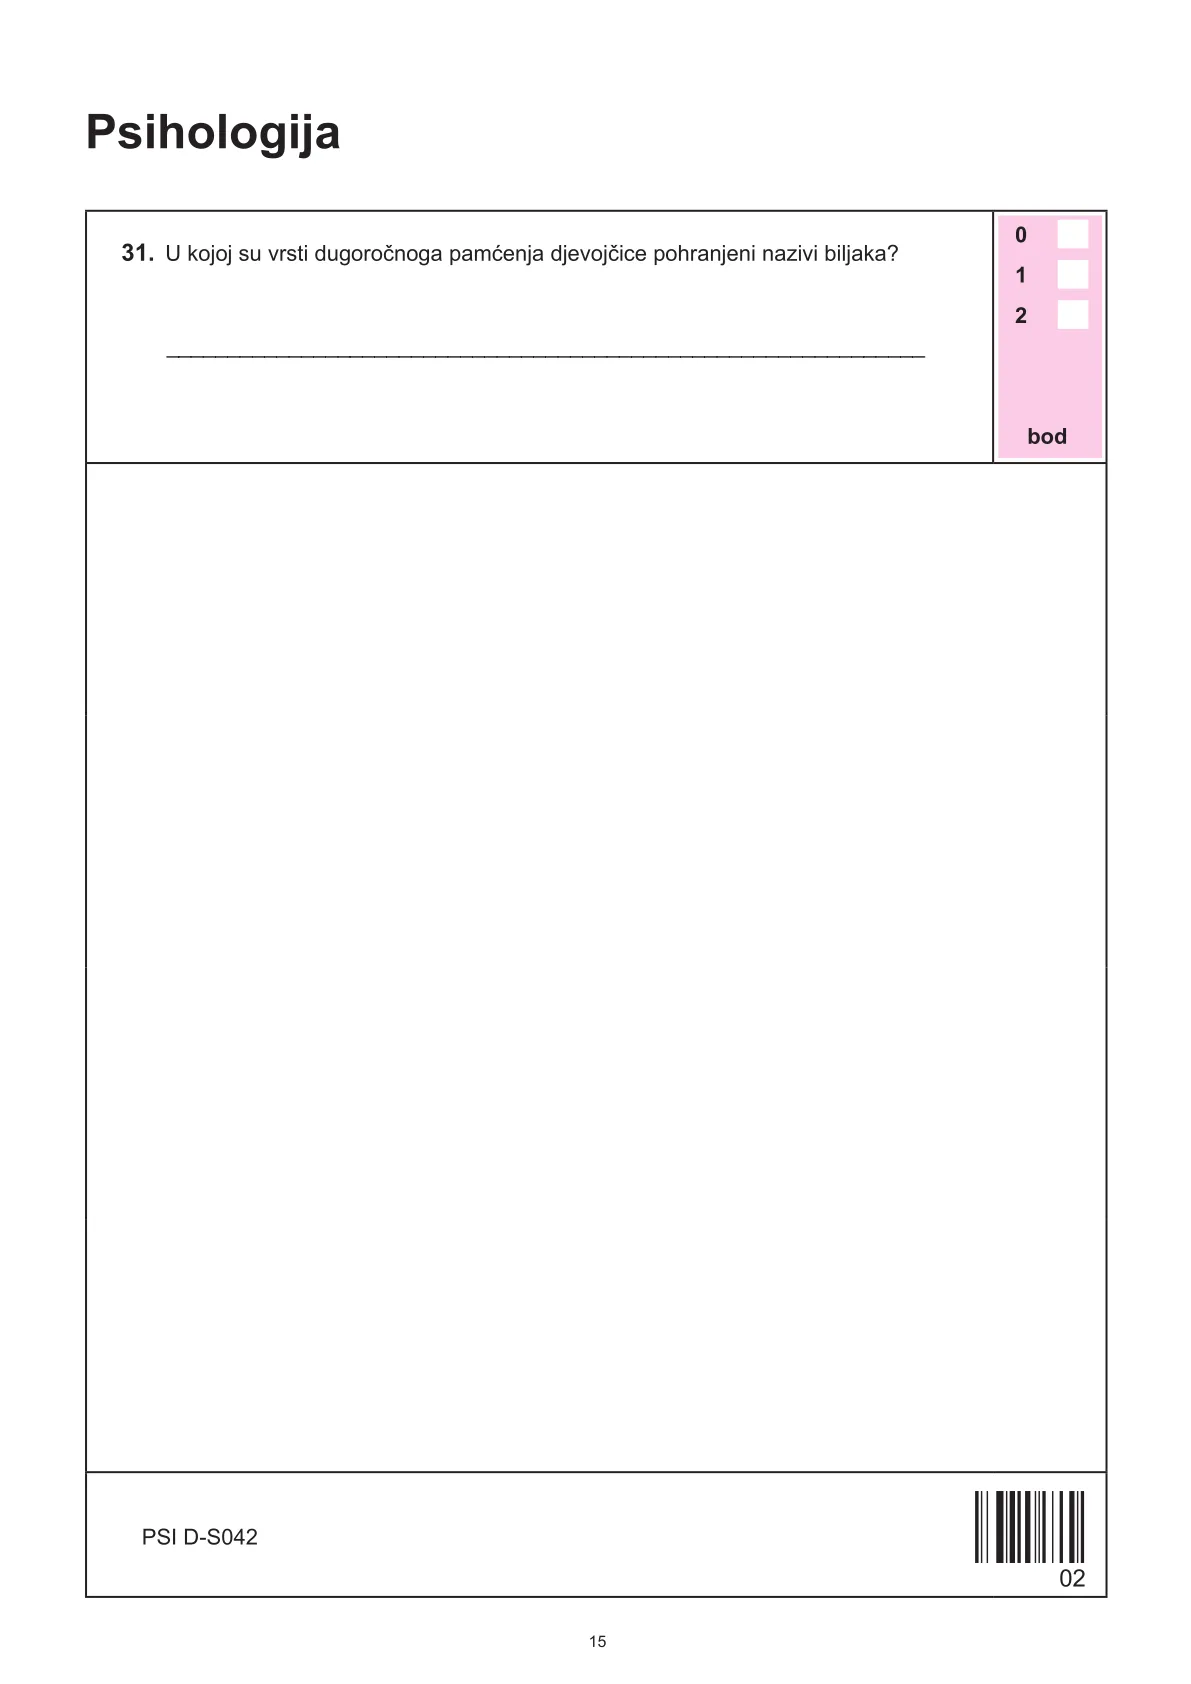 Psihologija
31. U kojoj su vrsti dugoročnoga pamćenja djevojčice pohranjeni nazivi biljaka?
0
1
2
bod
PSI D-S042
02
15